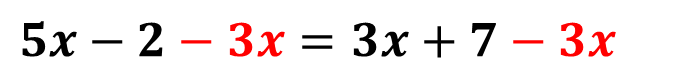 5x − 2 − 3x = 3x + 7 − 3x